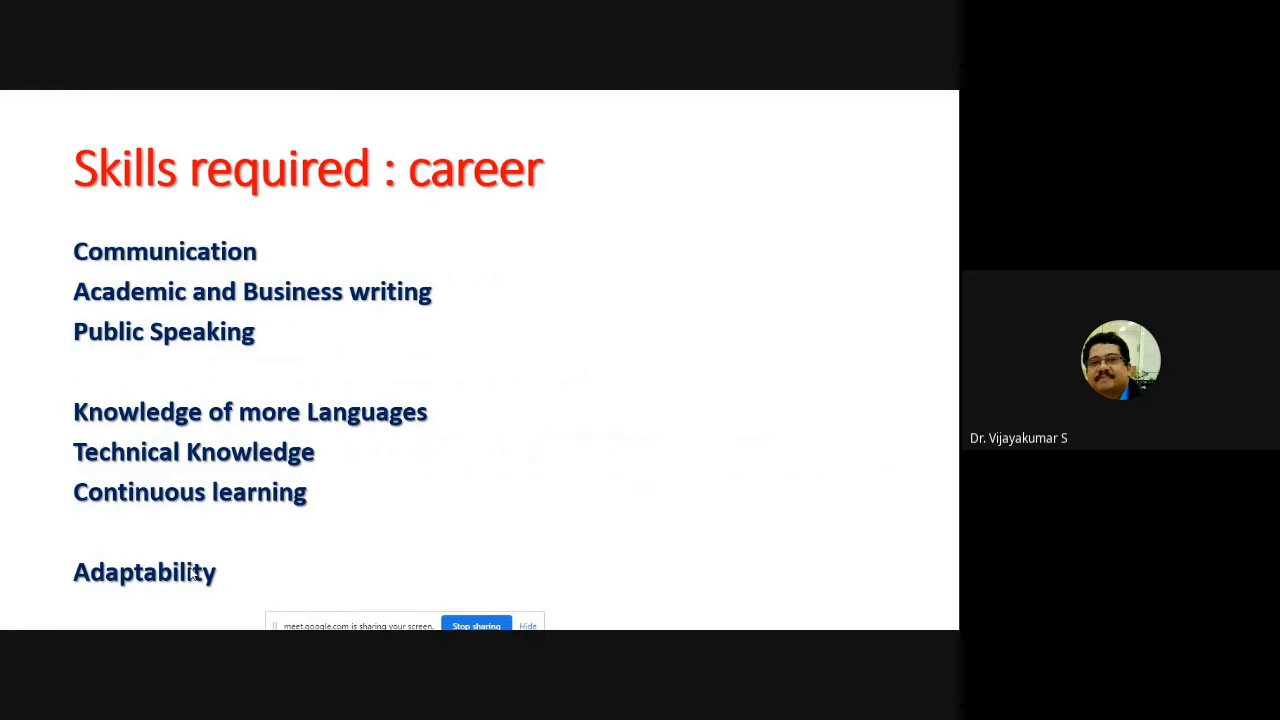 Skills required : career
Communication
Academic and Business writing
Public Speaking
Knowledge of more Languages
Technical Knowledge
Continuous learning
Adaptability
meet.google.com is sharing your screen.
Stop sharing
Hide
Dr. Vijayakumar S